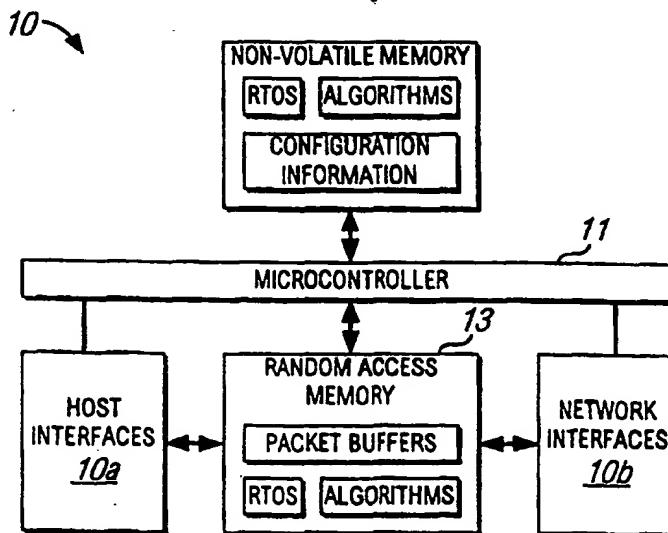 10
NON-VOLATILE MEMORY
RTOS ALGORITHMS
CONFIGURATION
INFORMATION
11
MICROCONTROLLER
13
HOST
INTERFACES
10a
RANDOM ACCESS
MEMORY
PACKET BUFFERS
RTOS ALGORITHMS
NETWORK
INTERFACES
10b